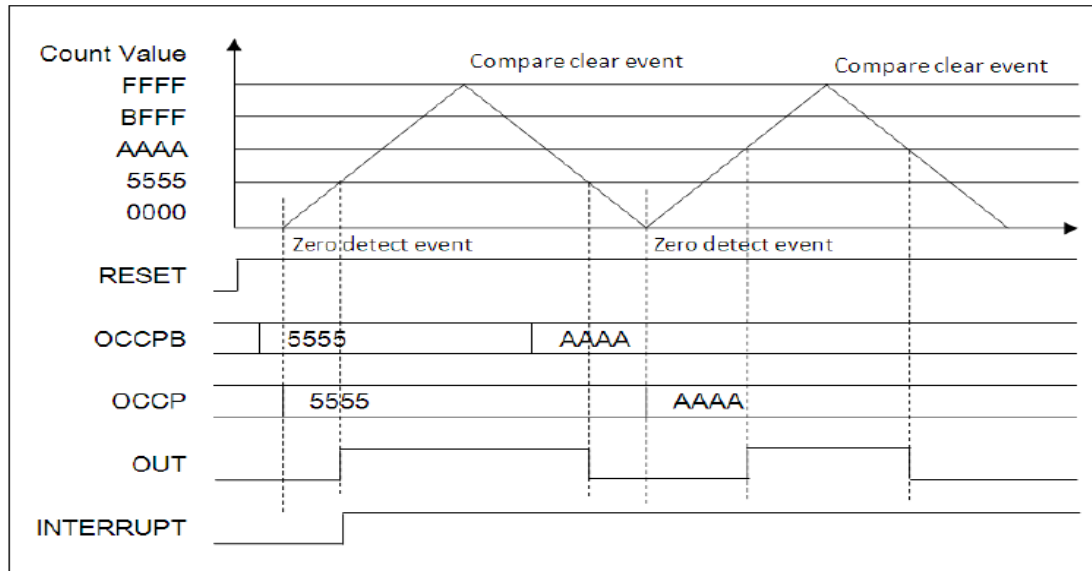 Count Value
Compare clear event
Compare clear event
FFFF
BFFF
AAAA
5555
0000
Zero detect event
Zero detect event
RESET
OCCPB
5555
AAAA
OCCP
5555
AAAA
OUT
INTERRUPT